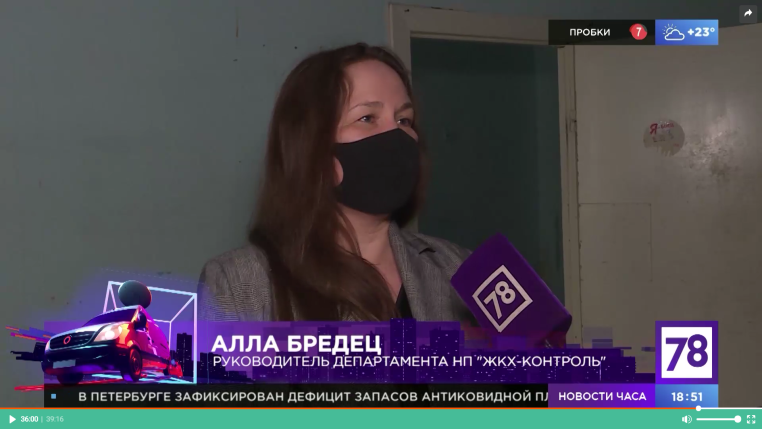 ПРОБКИ 7 +23°
Я
78
АЛЛА БРЕДЕЦ
РУКОВОДИТЕЛЬ ДЕПАРТАМЕНТА НП "ЖКХ-КОНТРОЛЬ"
78
В ПЕТЕРБУРГЕ ЗАФИКСИРОВАН ДЕФИЦИТ ЗАПАСОВ АНТИКОВИДНОЙ НОВОСТИ ЧАСА 18:51
36:00 | 39:16